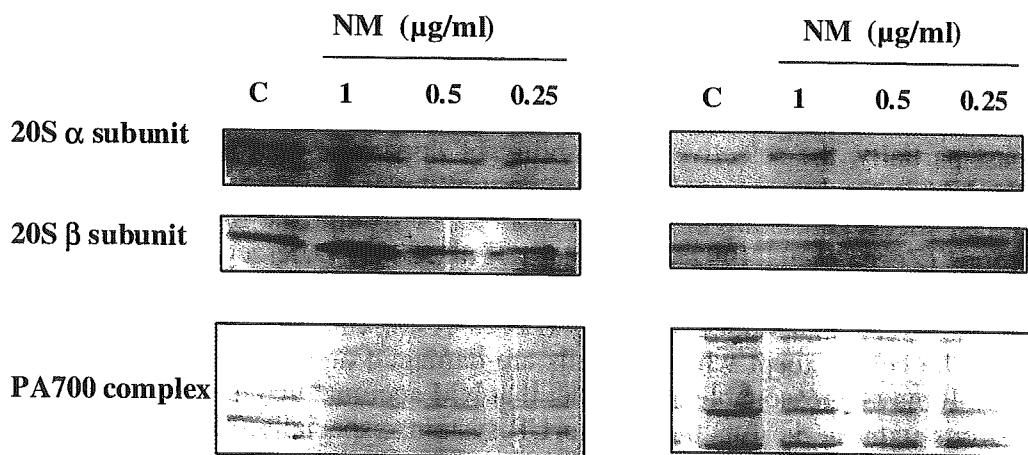 NM (µg/ml)
NM (µg/ml)
C 1 0.5 0.25
C 1 0.5 0.25
20S α subunit
20S β subunit
PA700 complex